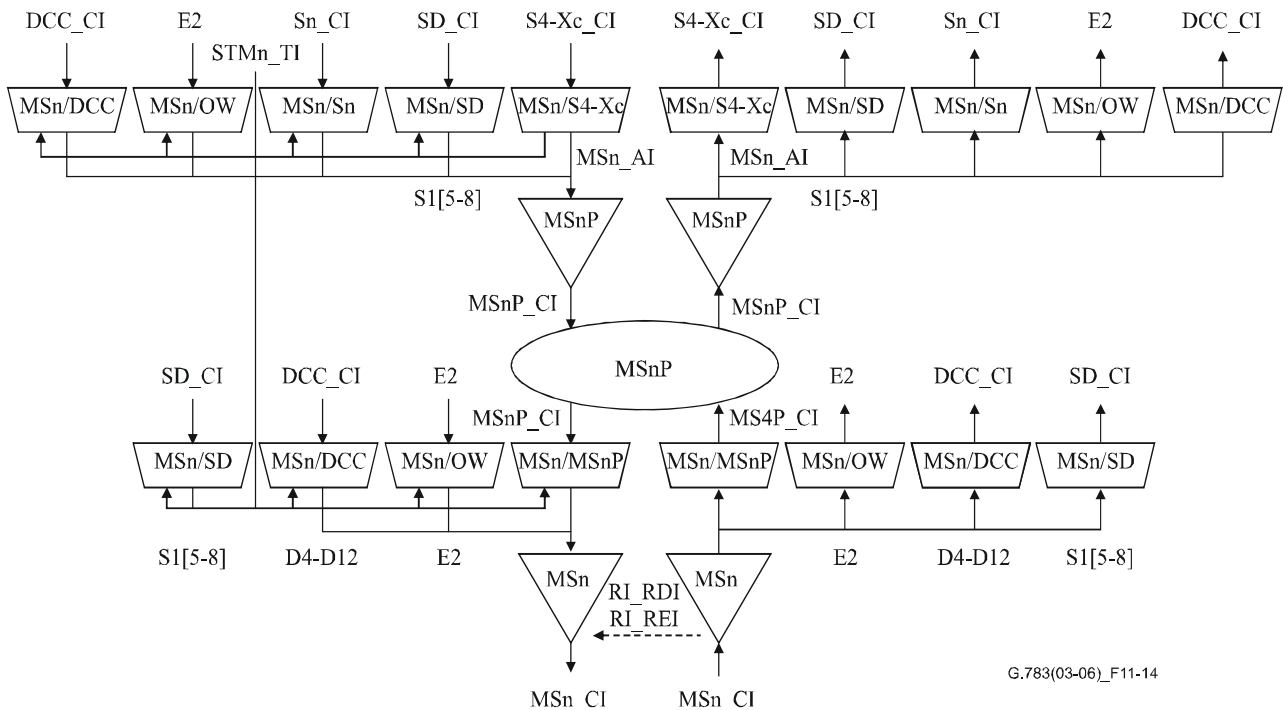 DCC_CI E2 Sn_CI SD_CI S4-Xc_CI S4-Xc_CI SD_CI Sn_CI E2 DCC_CI
STMn_TI
MSn/DCC MSn/OW MSn/Sn MSn/SD MSn/S4-Xc MSn/S4-Xc MSn/SD MSn/Sn MSn/OW MSn/DCC
MSn_AI MSn_AI
S1[5-8] S1[5-8]
MSnP MSnP
MSnP_CI MSnP_CI
MSnP
SD_CI DCC_CI E2 E2 DCC_CI SD_CI
MSnP_CI MS4P_CI
MSn/SD MSn/DCC MSn/OW MSn/MSnP MSn/MSnP MSn/OW MSn/DCC MSn/SD
S1[5-8] D4-D12 E2 E2 D4-D12 S1[5-8]
MSn MSn
RI_RDI
RI_REI
G.783(03-06)_F11-14
MSn_CI MSn_CI